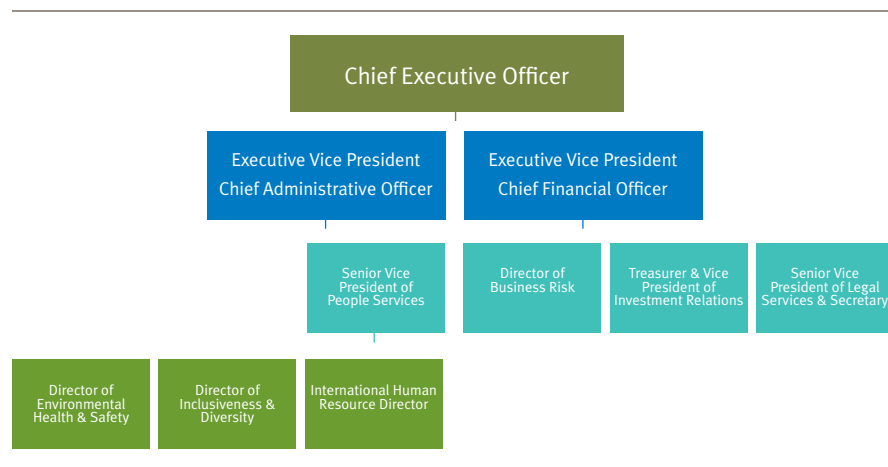 Chief Executive Officer
Executive Vice President
Chief Administrative Officer
Executive Vice President
Chief Financial Officer
Senior Vice
President of
People Services
Director of
Business Risk
Treasurer & Vice
President of
Investment Relations
Senior Vice
President of Legal
Services & Secretary
Director of
Environmental
Health & Safety
Director of
Inclusiveness &
Diversity
International Human
Resource Director